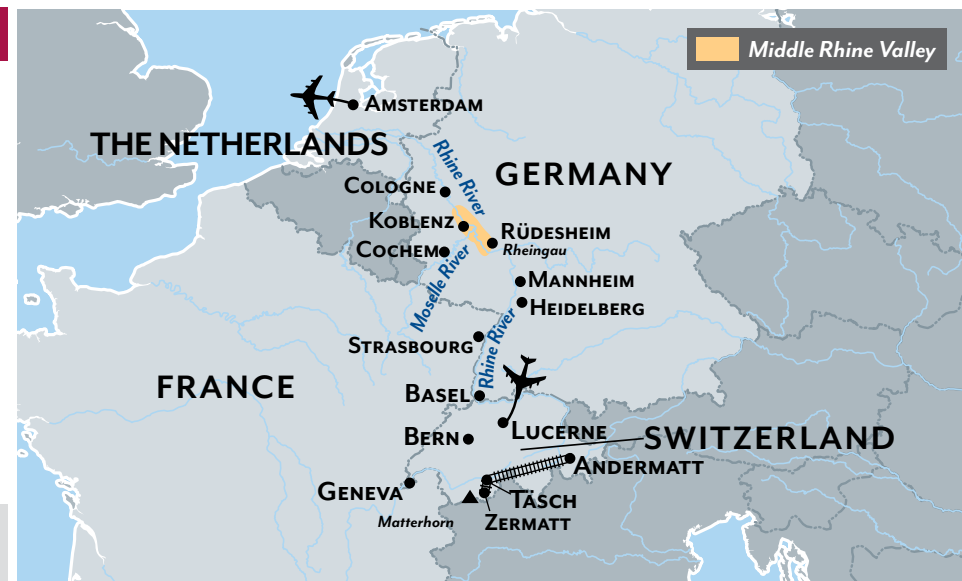 Middle Rhine Valley
AMSTERDAM
THE NETHERLANDS
Rhine River
GERMANY
COLOGNE
KOBLENZ
RÜDESHEIM
Rheingau
COCHEM
Moselle River
MANNHEIM
HEIDELBERG
STRASBOURG
Rhine River
FRANCE
BASEL
LUCERNE
BERN
SWITZERLAND
ANDERMATT
GENEVA
TÄSCH
Matterhorn
ZERMATT